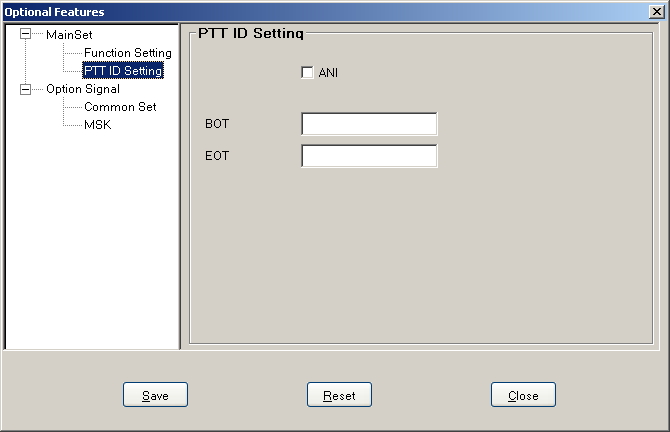 Optional Features
MainSet
Function Setting
PTT ID Setting
Option Signal
Common Set
MSK
PTT ID Setting
ANI
BOT
EOT
Save
Reset
Close